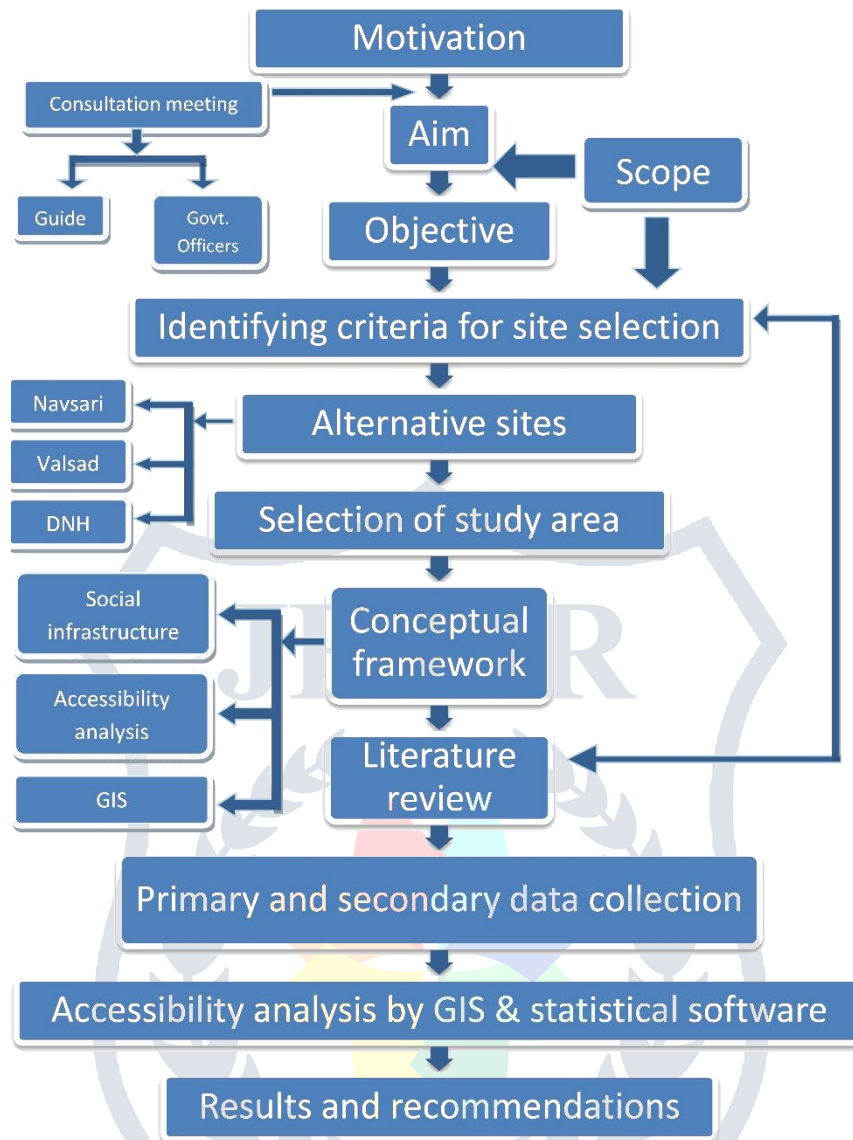 Motivation
Consultation meeting
Aim
Scope
Guide
Govt.
Officers
Objective
Identifying criteria for site selection
Navsari
Alternative sites
Valsad
DNH
Selection of study area
Social
infrastructure
Conceptual
framework
Accessibility
analysis
Literature
review
GIS
Primary and secondary data collection
Accessibility analysis by GIS & statistical software
Results and recommendations